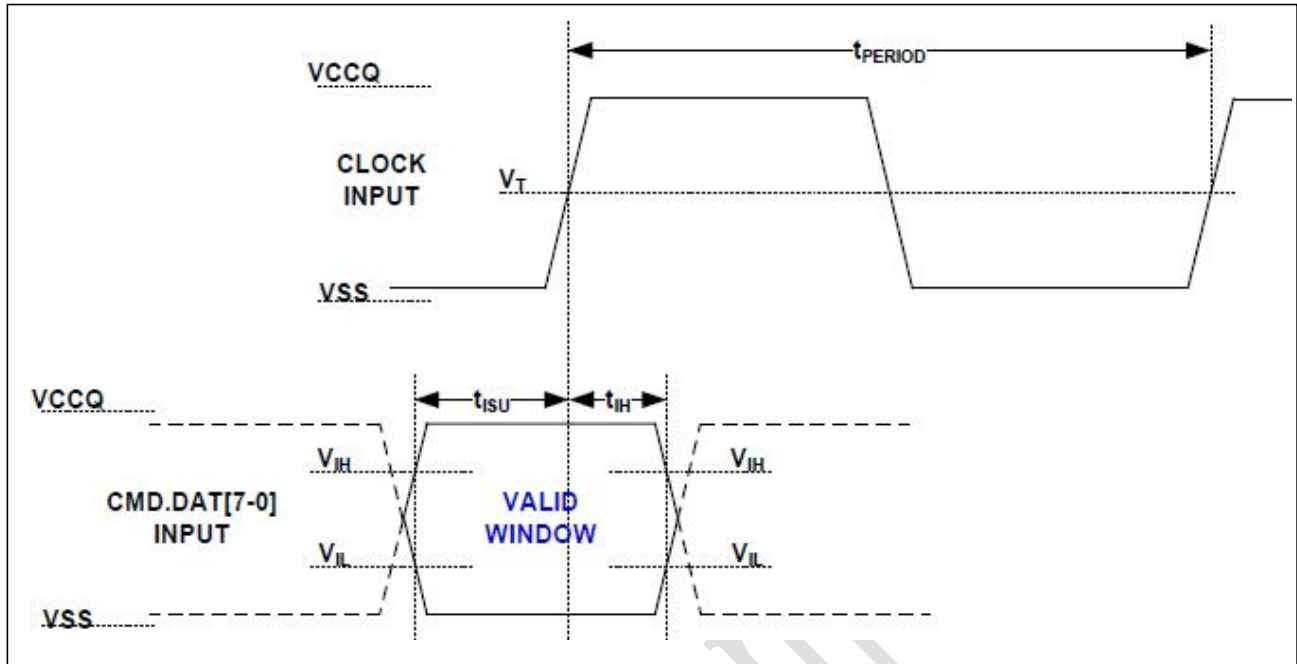 tPERIOD
VCCQ
CLOCK
INPUT
VT
VSS
VCCQ
tISU
tIH
VIH
VIH
CMD.DAT[7-0]
INPUT
VALID
WINDOW
VIL
VIL
VSS